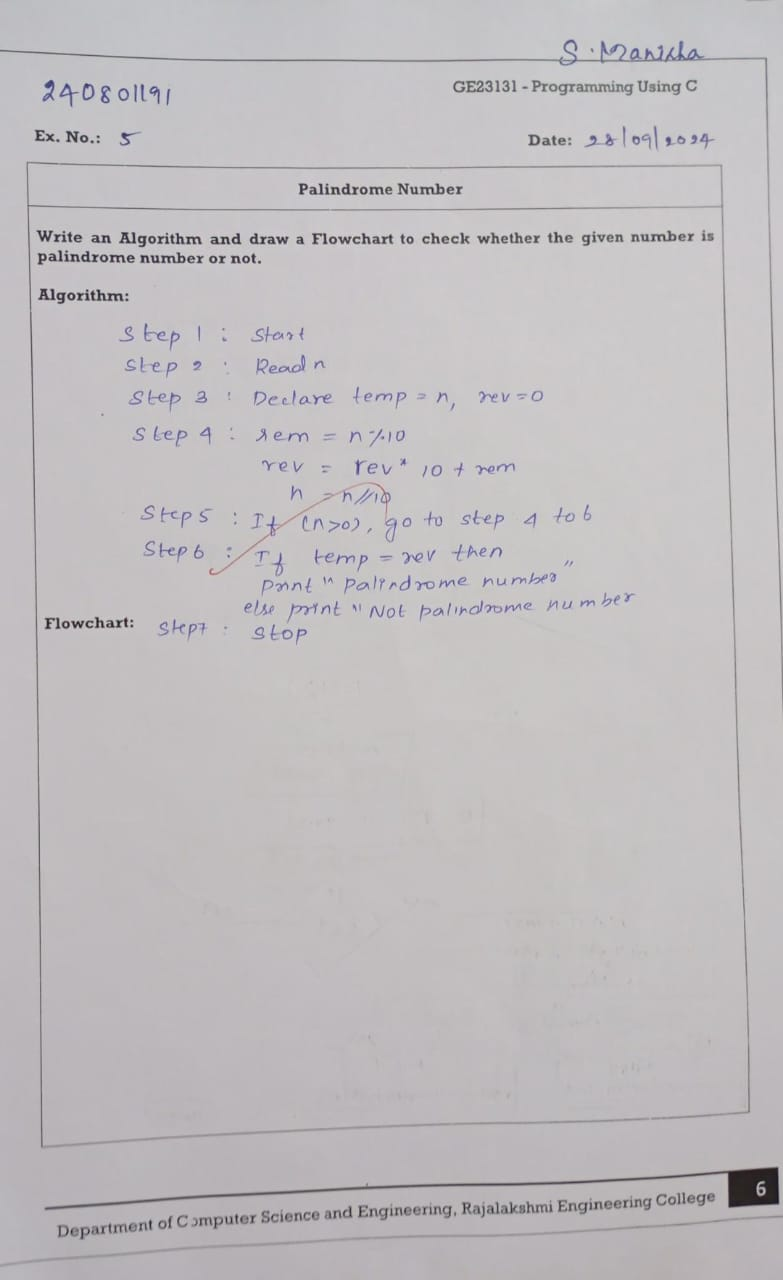 S. Manisha
240801191
GE23131 - Programming Using C
Ex. No.: 5
Date: 28/09/2024
Palindrome Number
Write an Algorithm and draw a Flowchart to check whether the given number is
palindrome number or not.
Algorithm:
Step 1 : Start
Step 2 : Read n
Step 3 : Declare temp = n, rev=0
Step 4 : rem = n%10
rev = rev* 10 + rem
n = n//10
Step 5 : If (n>0), go to step 4 to 6
Step 6 : If temp = rev then
print " palindrome number "
else print " Not palindrome number
Flowchart:
Step 7 : Stop
Department of Computer Science and Engineering, Rajalakshmi Engineering College
6